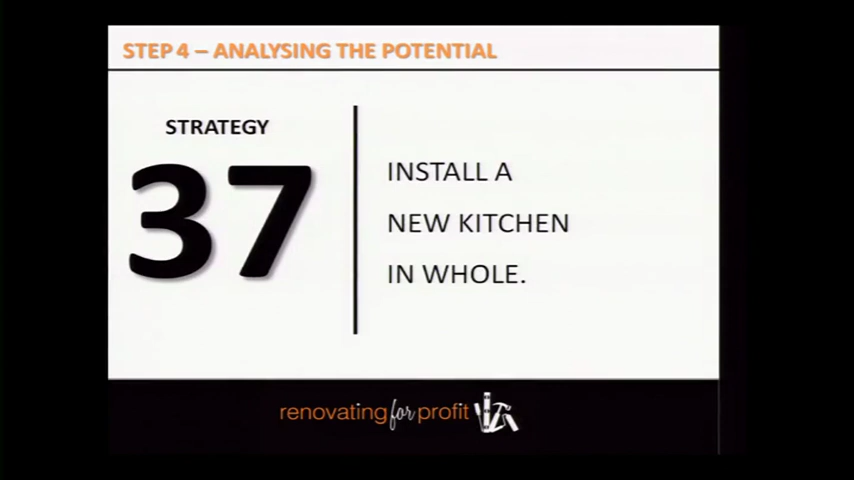 STEP 4 – ANALYSING THE POTENTIAL
STRATEGY
37
INSTALL A
NEW KITCHEN
IN WHOLE.
renovating for profit